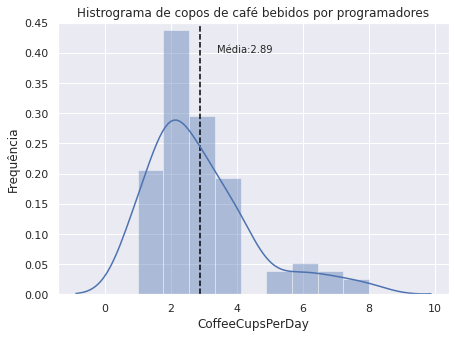 Histrograma de copos de café bebidos por programadores
0.45
0.40
0.35
0.30
0.25
0.20
0.15
0.10
0.05
0.00
Frequência
Média:2.89
0 2 4 6 8 10
CoffeeCupsPerDay